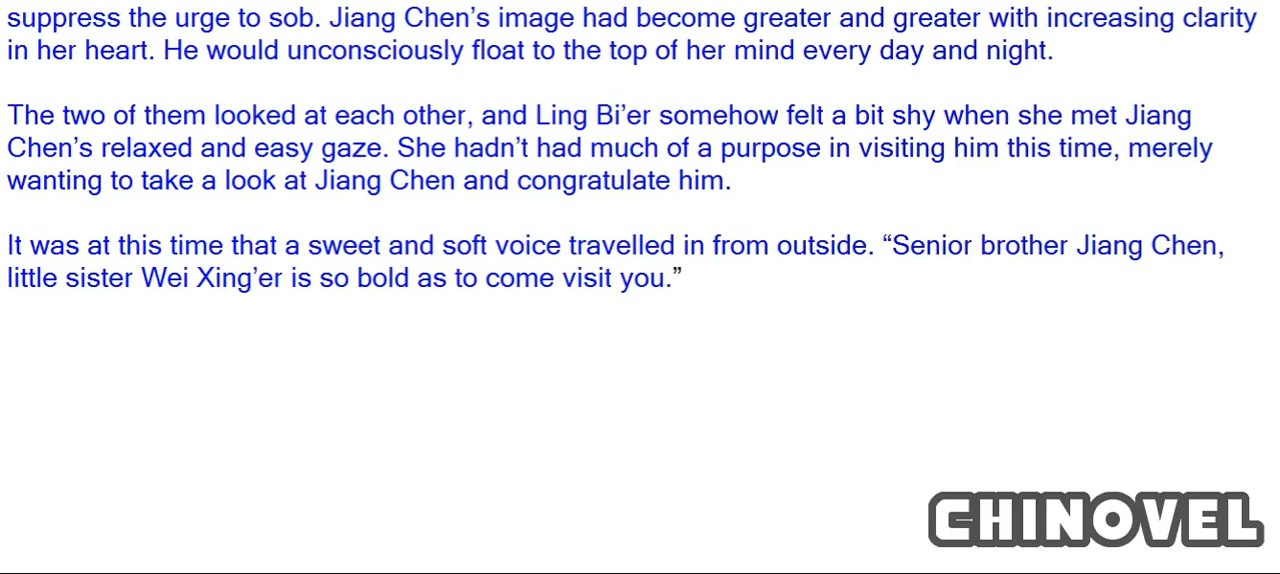 suppress the urge to sob. Jiang Chen’s image had become greater and greater with increasing clarity
in her heart. He would unconsciously float to the top of her mind every day and night.
The two of them looked at each other, and Ling Bi’er somehow felt a bit shy when she met Jiang
Chen’s relaxed and easy gaze. She hadn’t had much of a purpose in visiting him this time, merely
wanting to take a look at Jiang Chen and congratulate him.
It was at this time that a sweet and soft voice travelled in from outside. “Senior brother Jiang Chen,
little sister Wei Xing’er is so bold as to come visit you.”
CHINOVEL